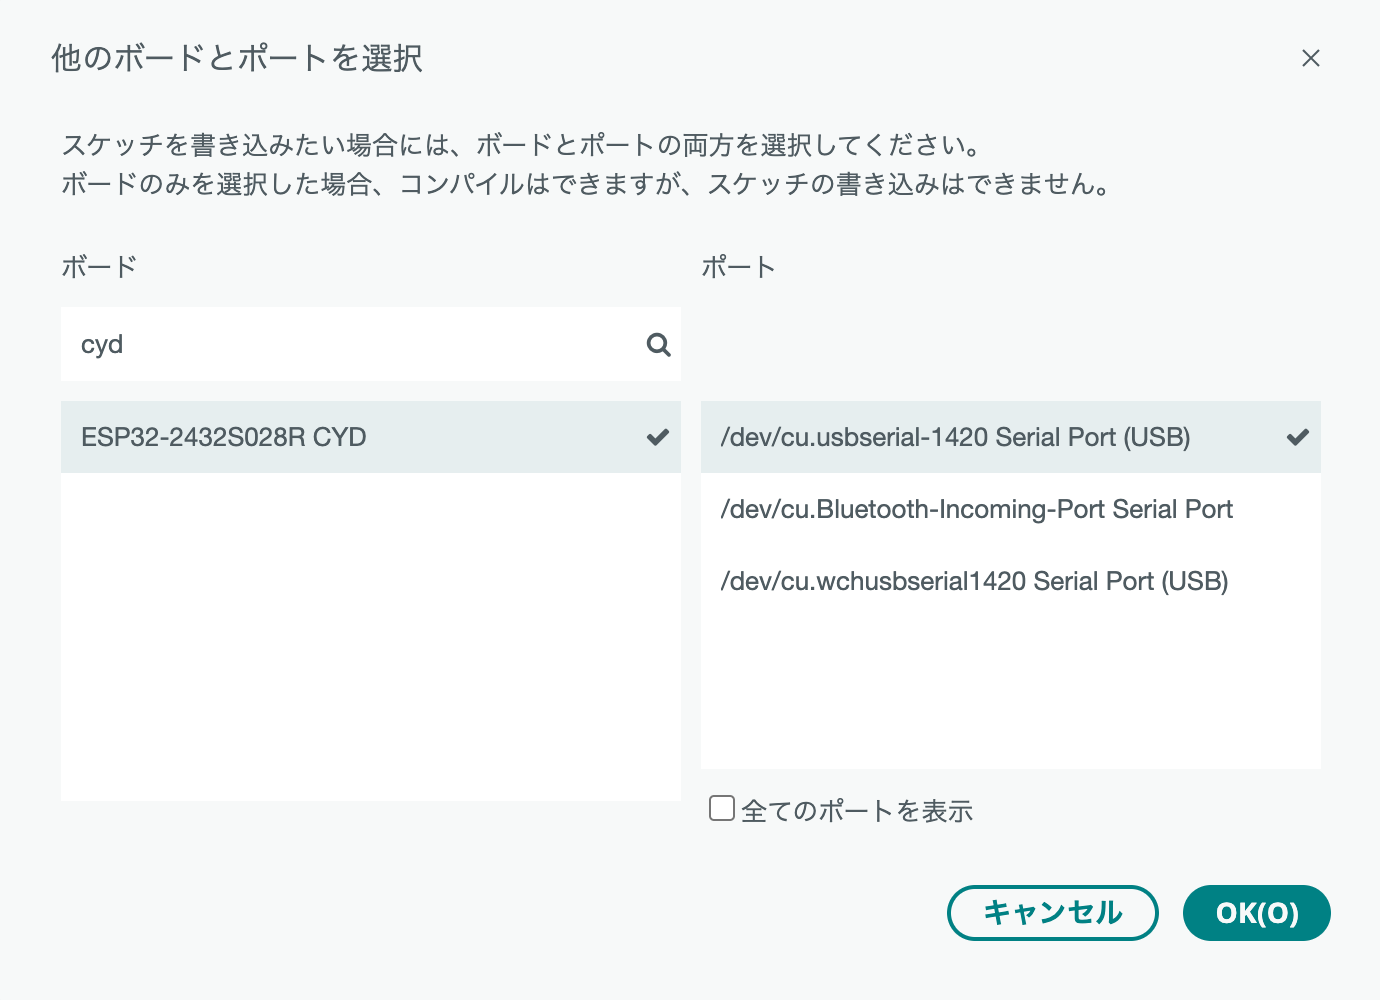 他のボードとポートを選択
スケッチを書き込みたい場合には、ボードとポートの両方を選択してください。
ボードのみを選択した場合、コンパイルはできますが、スケッチの書き込みはできません。
ボード
ポート
cyd
ESP32-2432S028R CYD
/dev/cu.usbserial-1420 Serial Port (USB)
/dev/cu.Bluetooth-Incoming-Port Serial Port
/dev/cu.wchusbserial1420 Serial Port (USB)
全てのポートを表示
キャンセル
OK(O)